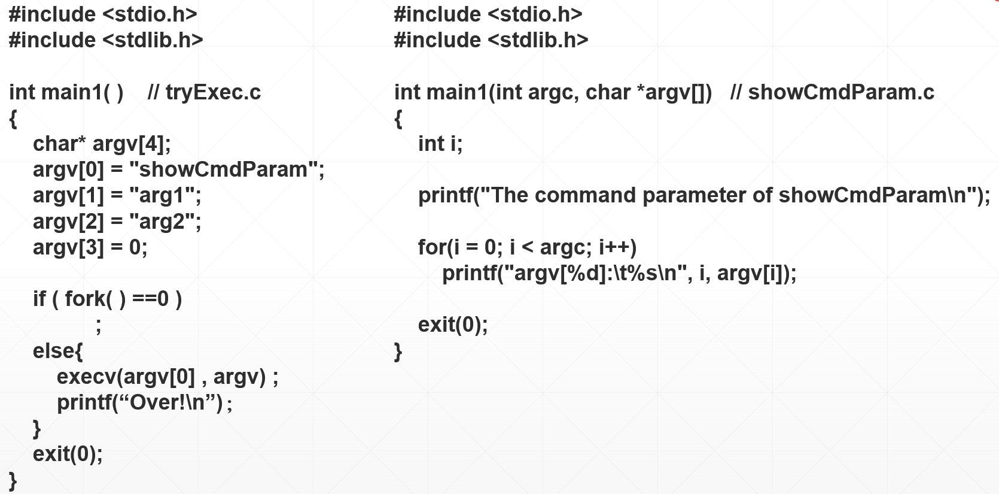 #include <stdio.h>
#include <stdlib.h>
int main1( )    // tryExec.c
{
    char* argv[4];
    argv[0] = "showCmdParam";
    argv[1] = "arg1";
    argv[2] = "arg2";
    argv[3] = 0;
    if ( fork( ) ==0 )
              ;
    else{
        execv(argv[0] , argv) ;
        printf(“Over!\n”) ;
    }
    exit(0);
}
#include <stdio.h>
#include <stdlib.h>
int main1(int argc, char *argv[])   // showCmdParam.c
{
    int i;
    printf("The command parameter of showCmdParam\n");
    for(i = 0; i < argc; i++)
        printf("argv[%d]:\t%s\n", i, argv[i]);
    exit(0);
}